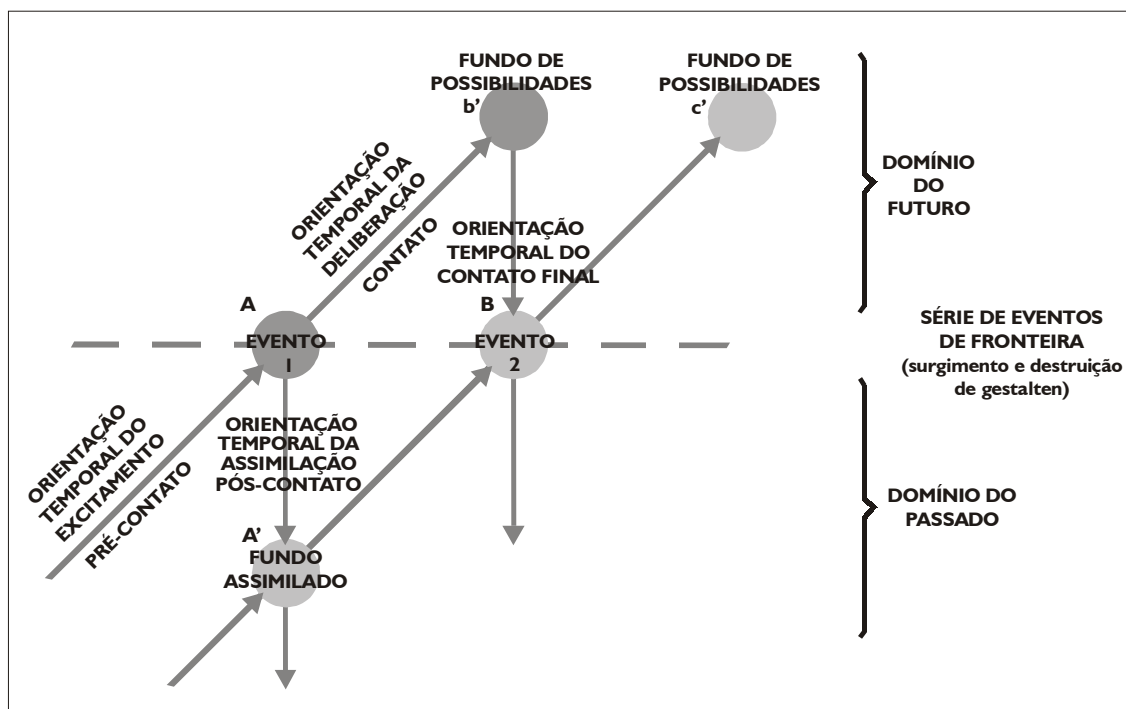 FUNDO DE
POSSIBILIDADES
b’
FUNDO DE
POSSIBILIDADES
c’
ORIENTAÇÃO
TEMPORAL DA
DELIBERAÇÃO
CONTATO
ORIENTAÇÃO
TEMPORAL DO
CONTATO FINAL
DOMÍNIO
DO
FUTURO
A
EVENTO
1
B
EVENTO
2
SÉRIE DE EVENTOS
DE FRONTEIRA
(surgimento e destruição
de gestalten)
ORIENTAÇÃO
TEMPORAL DO
EXCITAMENTO
PRÉ-CONTATO
ORIENTAÇÃO
TEMPORAL DA
ASSIMILAÇÃO
PÓS-CONTATO
A’
FUNDO
ASSIMILADO
DOMÍNIO DO
PASSADO